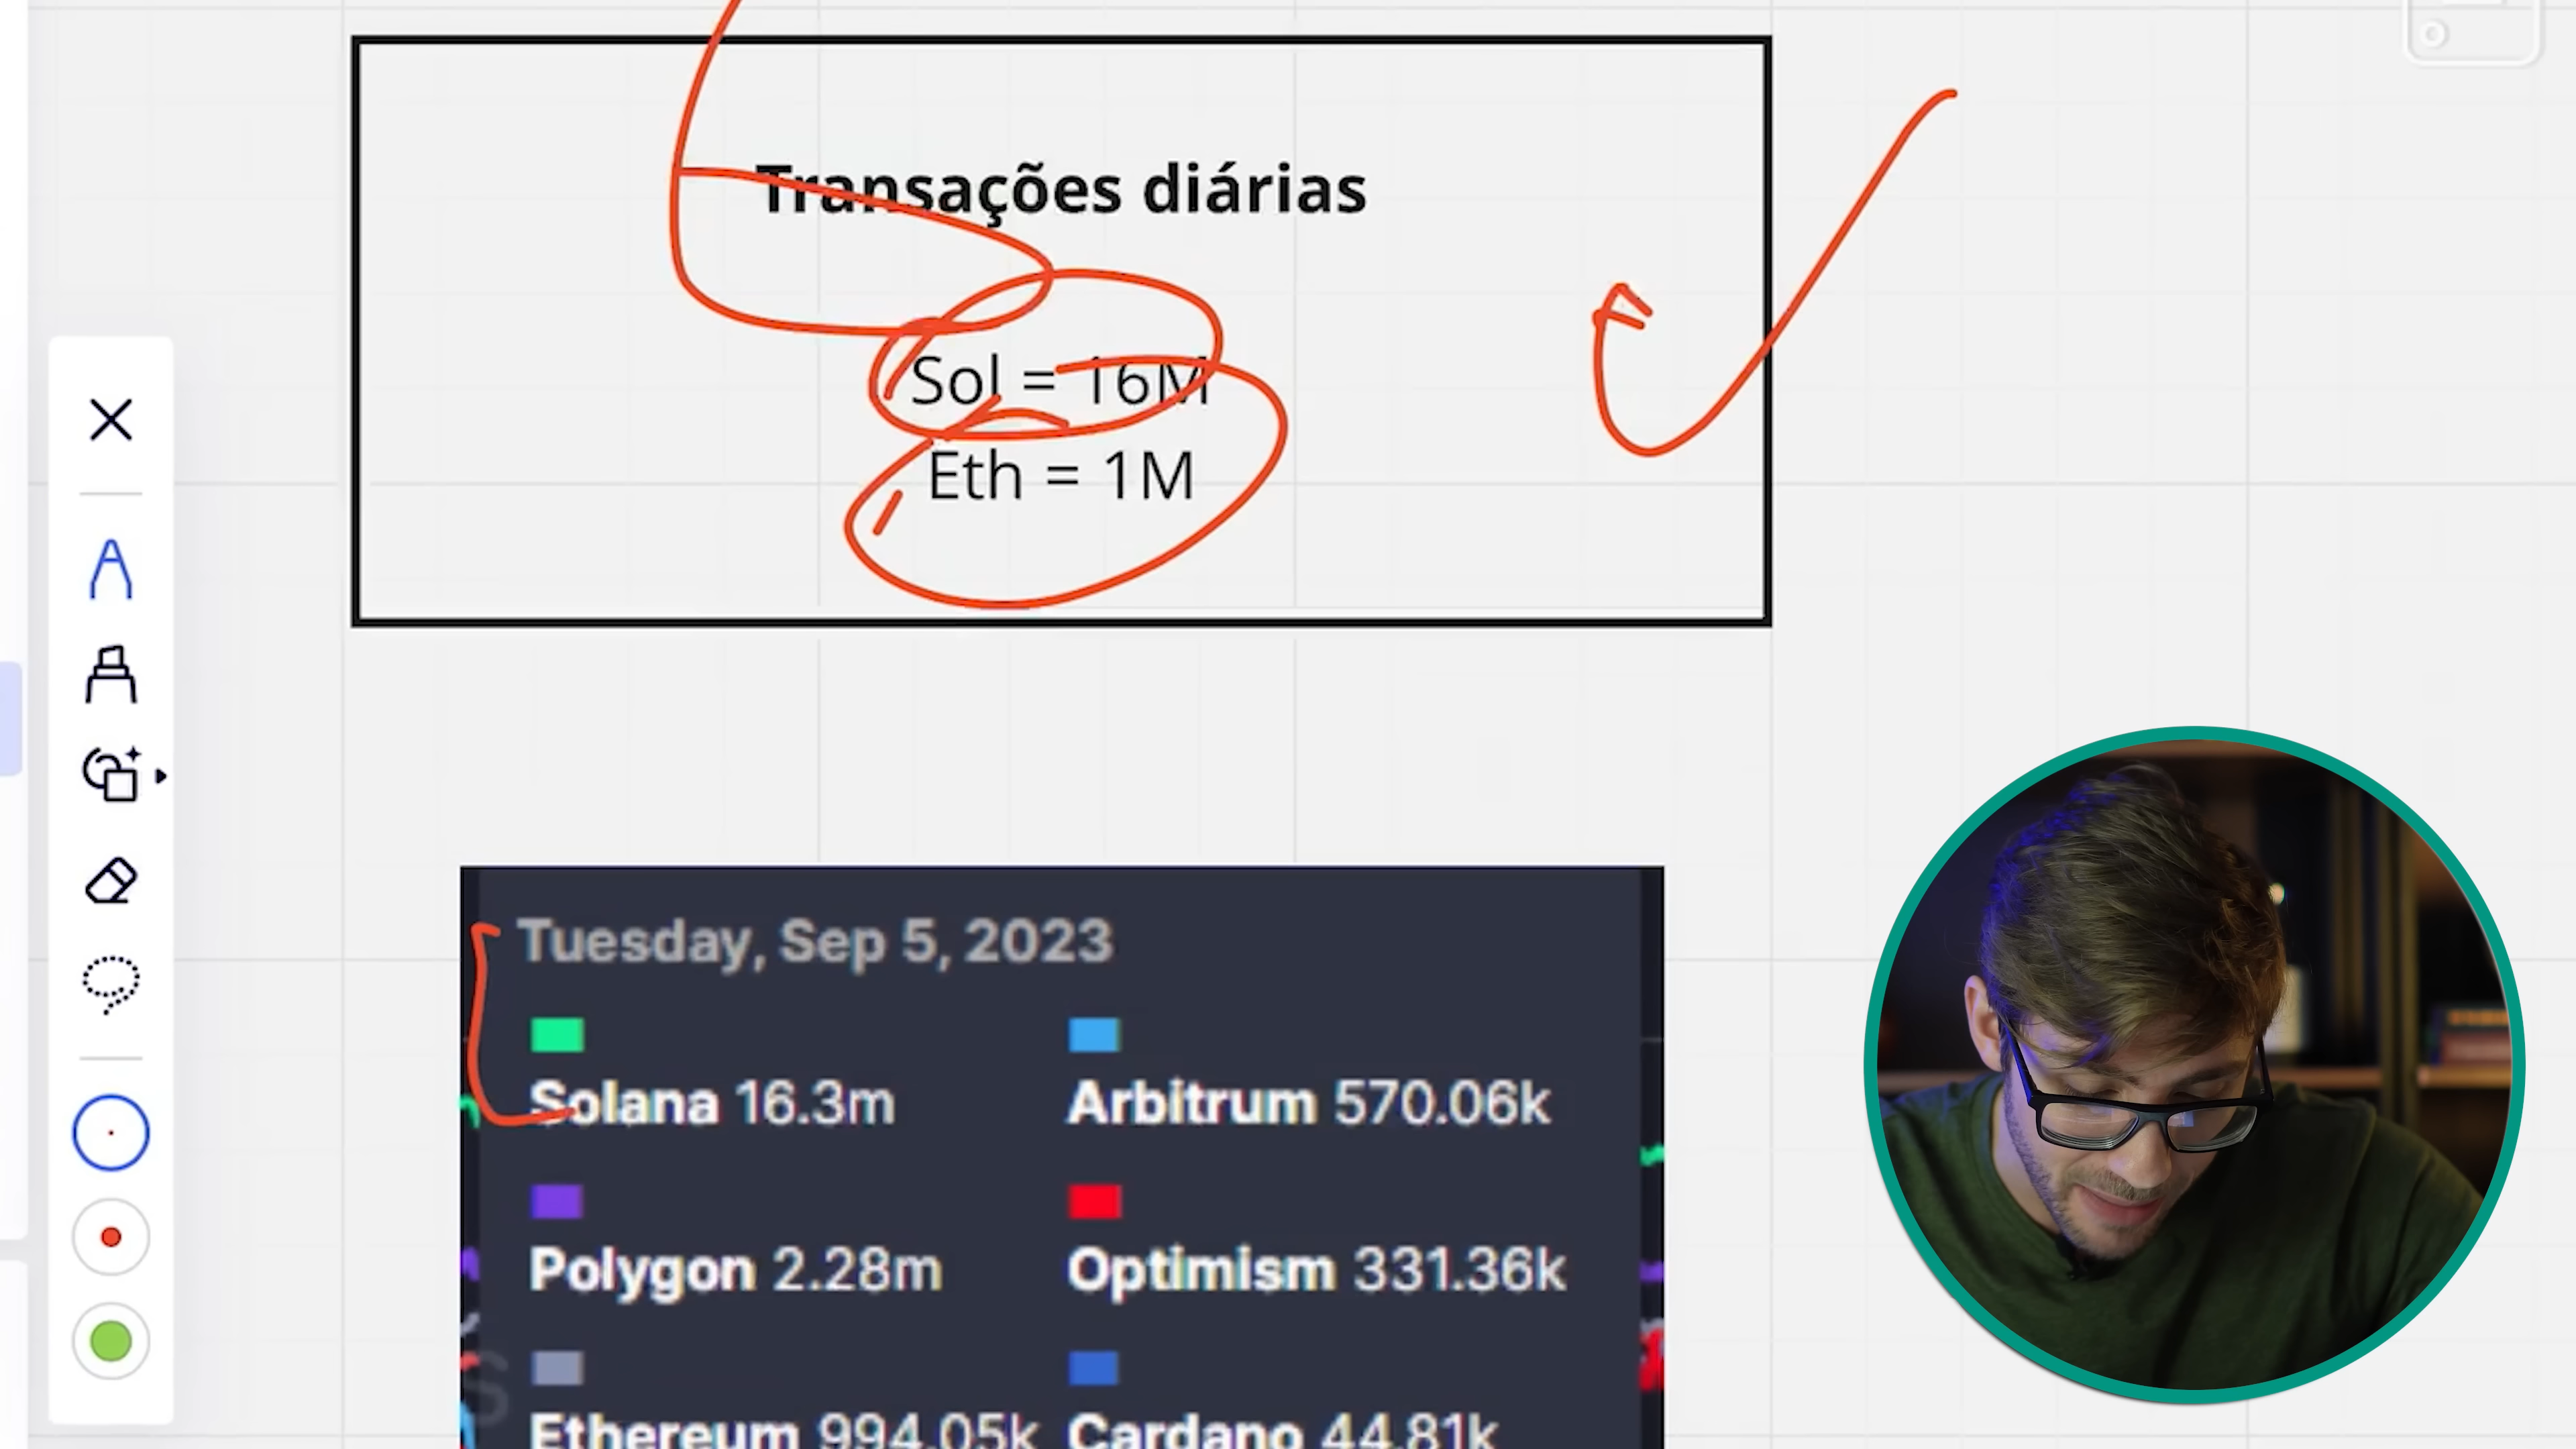 Transações diárias
Sol = 16M
Eth = 1M
Tuesday, Sep 5, 2023
Solana 16.3m
Arbitrum 570.06k
Polygon 2.28m
Optimism 331.36k
Ethereum 994.05k
Cardano 44.81k